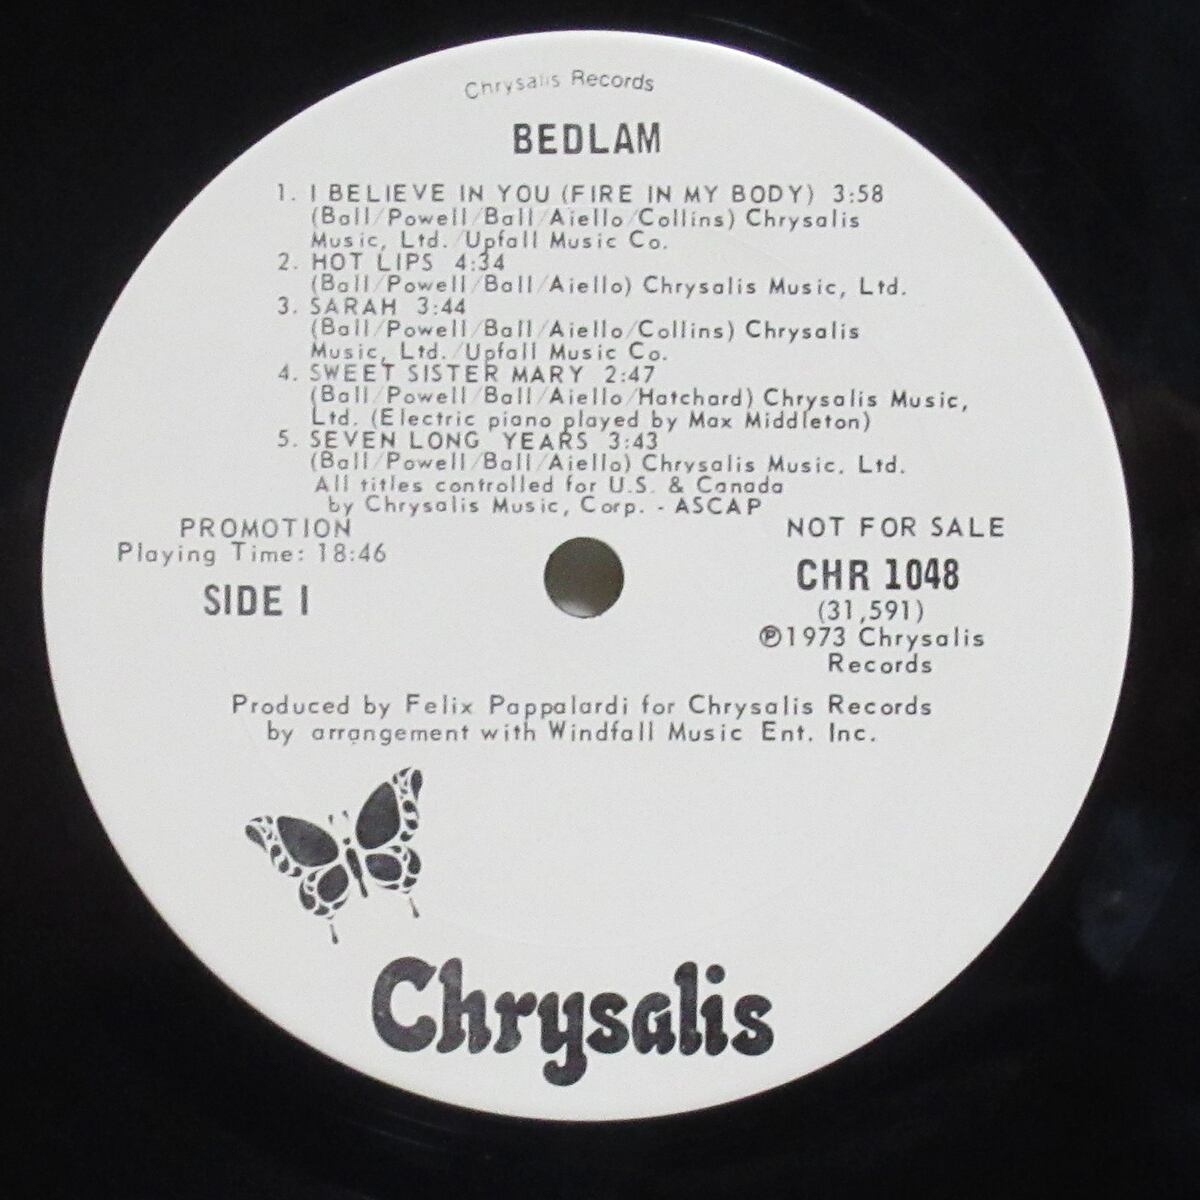 Chrysalis Records
BEDLAM
1. I BELIEVE IN YOU (FIRE IN MY BODY) 3:58
(Ball/Powell/Ball/Aiello/Collins) Chrysalis
Music, Ltd./Upfall Music Co.
2. HOT LIPS 4:34
(Ball/Powell/Ball/Aiello) Chrysalis Music, Ltd.
3. SARAH 3:44
(Ball/Powell/Ball/Aiello/Collins) Chrysalis
Music, Ltd./Upfall Music Co.
4. SWEET SISTER MARY 2:47
(Ball/Powell/Ball/Aiello/Hatchard) Chrysalis Music,
Ltd. (Electric piano played by Max Middleton)
5. SEVEN LONG YEARS 3:43
(Ball/Powell/Ball/Aiello) Chrysalis Music. Ltd.
All titles controlled for U.S. & Canada
by Chrysalis Music, Corp. - ASCAP
PROMOTION
Playing Time: 18:46
SIDE I
NOT FOR SALE
CHR 1048
(31,591)
℗1973 Chrysalis
Records
Produced by Felix Pappalardi for Chrysalis Records
by arrangement with Windfall Music Ent. Inc.
Chrysalis